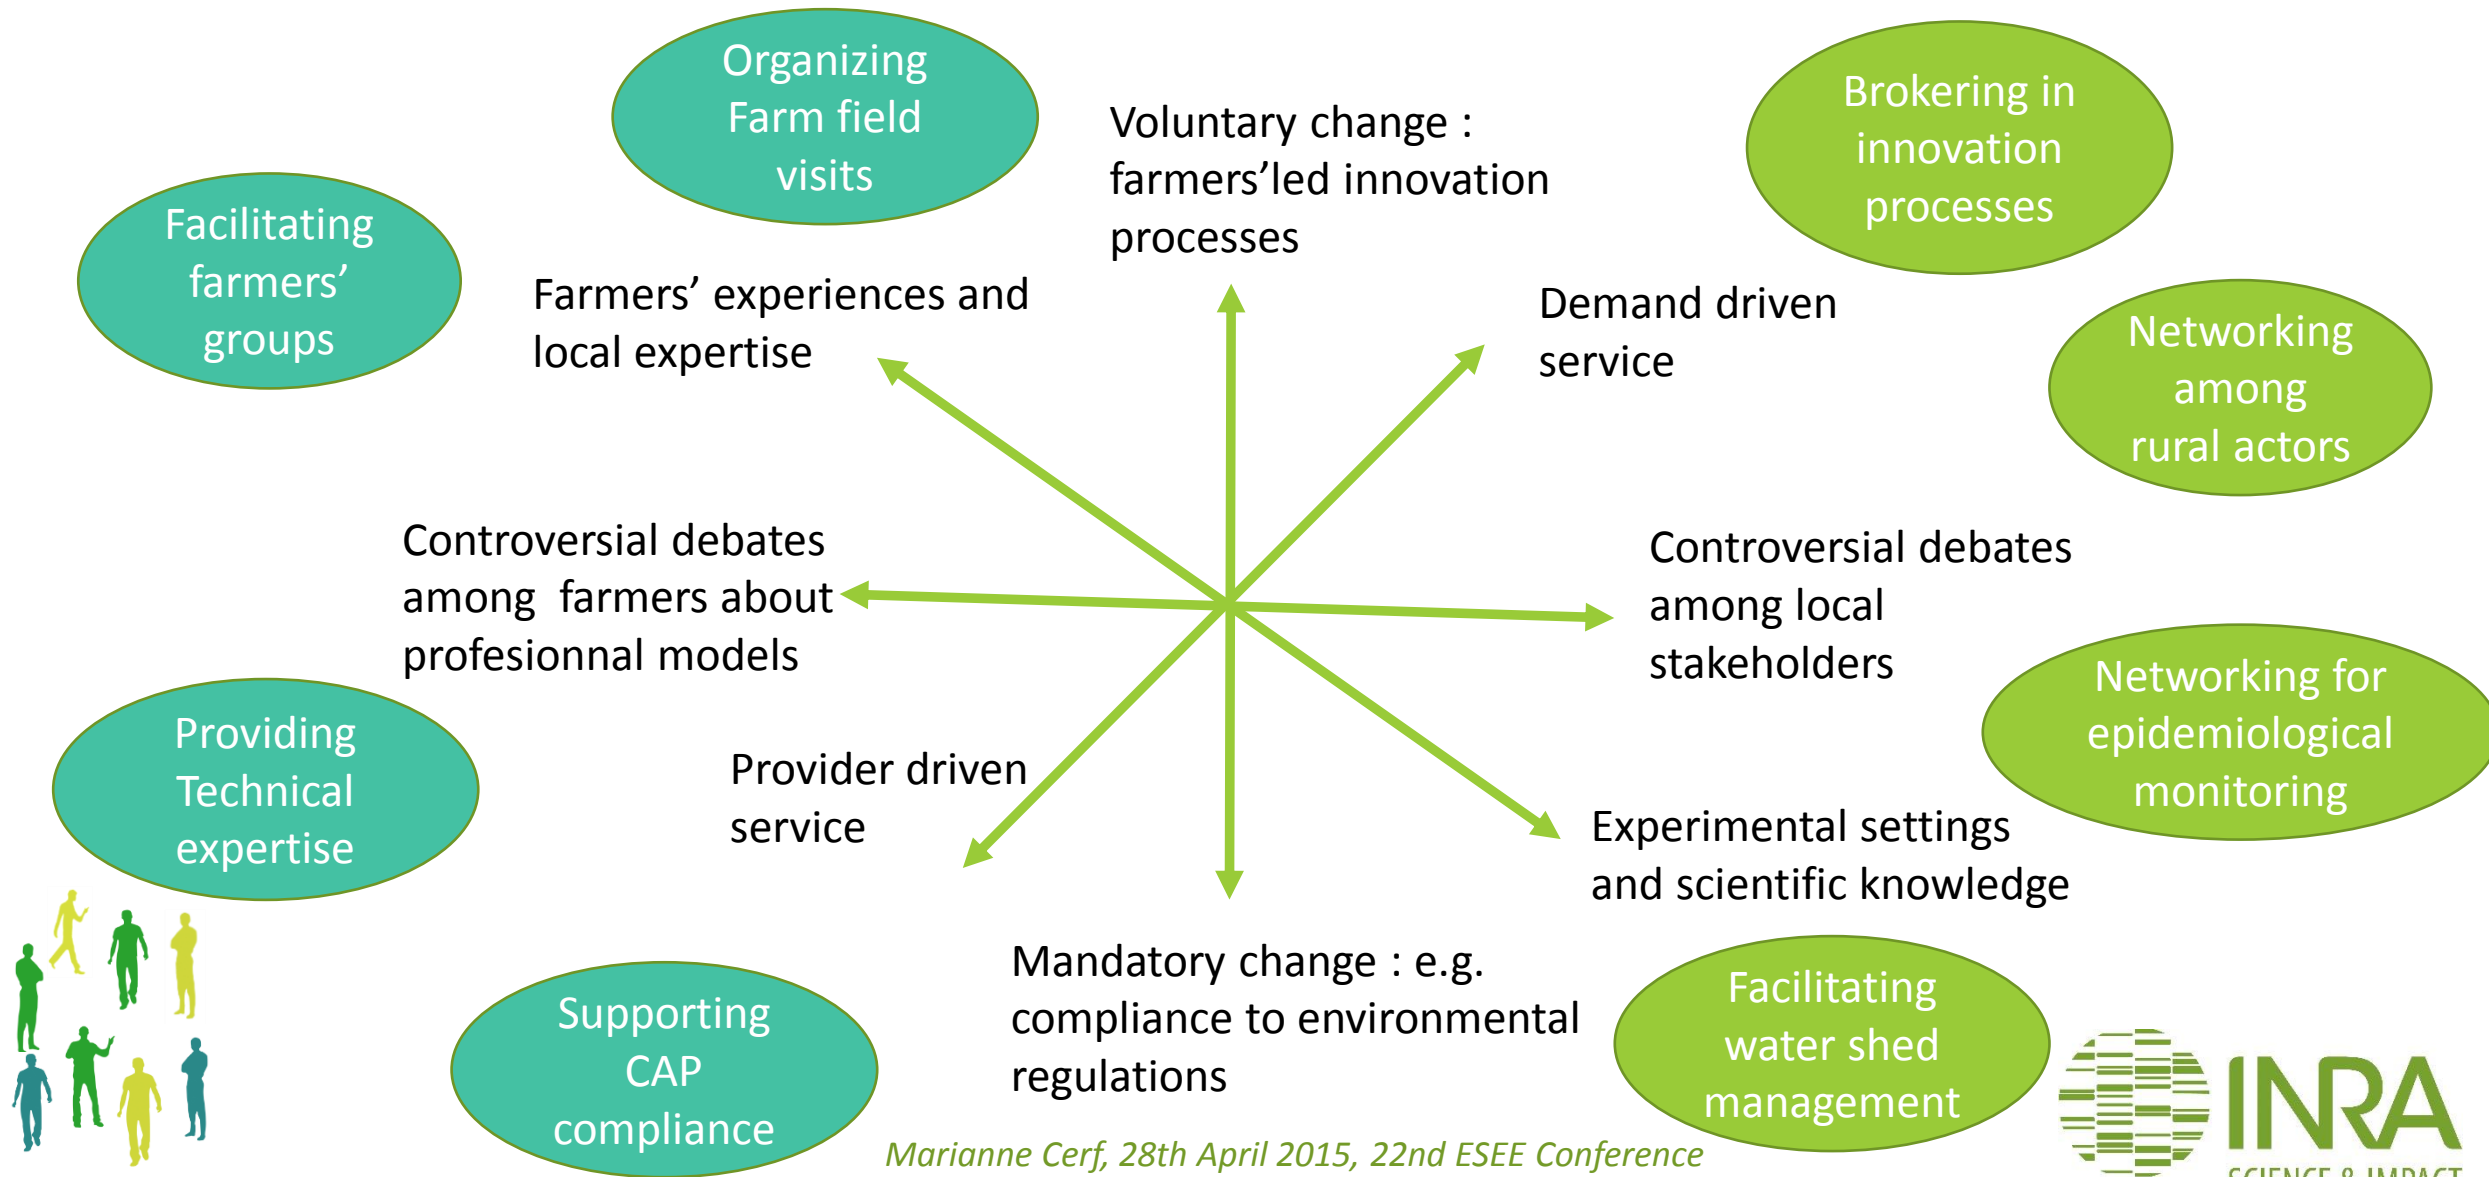 Organizing
Farm field
visits
Brokering in
innovation
processes
Voluntary change :
farmers'led innovation
processes
Facilitating
farmers'
groups
Farmers' experiences and
local expertise
Demand driven
service
Networking
among
rural actors
Controversial debates
among  farmers about
profesionnal models
Controversial debates
among local
stakeholders
Providing
Technical
expertise
Provider driven
service
Networking for
epidemiological
monitoring
Experimental settings
and scientific knowledge
Mandatory change : e.g.
compliance to environmental
regulations
Supporting
CAP
compliance
Facilitating
water shed
management
Marianne Cerf, 28th April 2015, 22nd ESEE Conference
INRA
SCIENCE & IMPACT